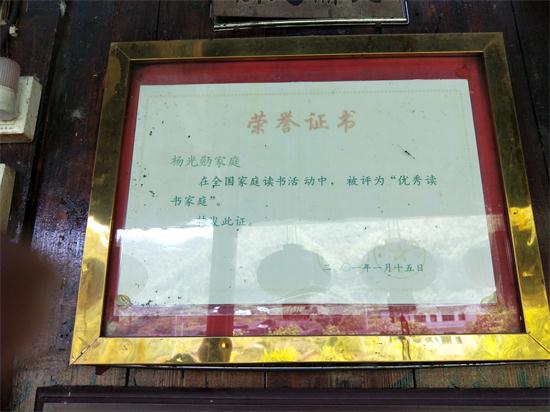 荣誉证书
杨光勋家庭
在全国家庭读书活动中，被评为“优秀读
书家庭”。
特发此证。
二〇〇一年一月十五日